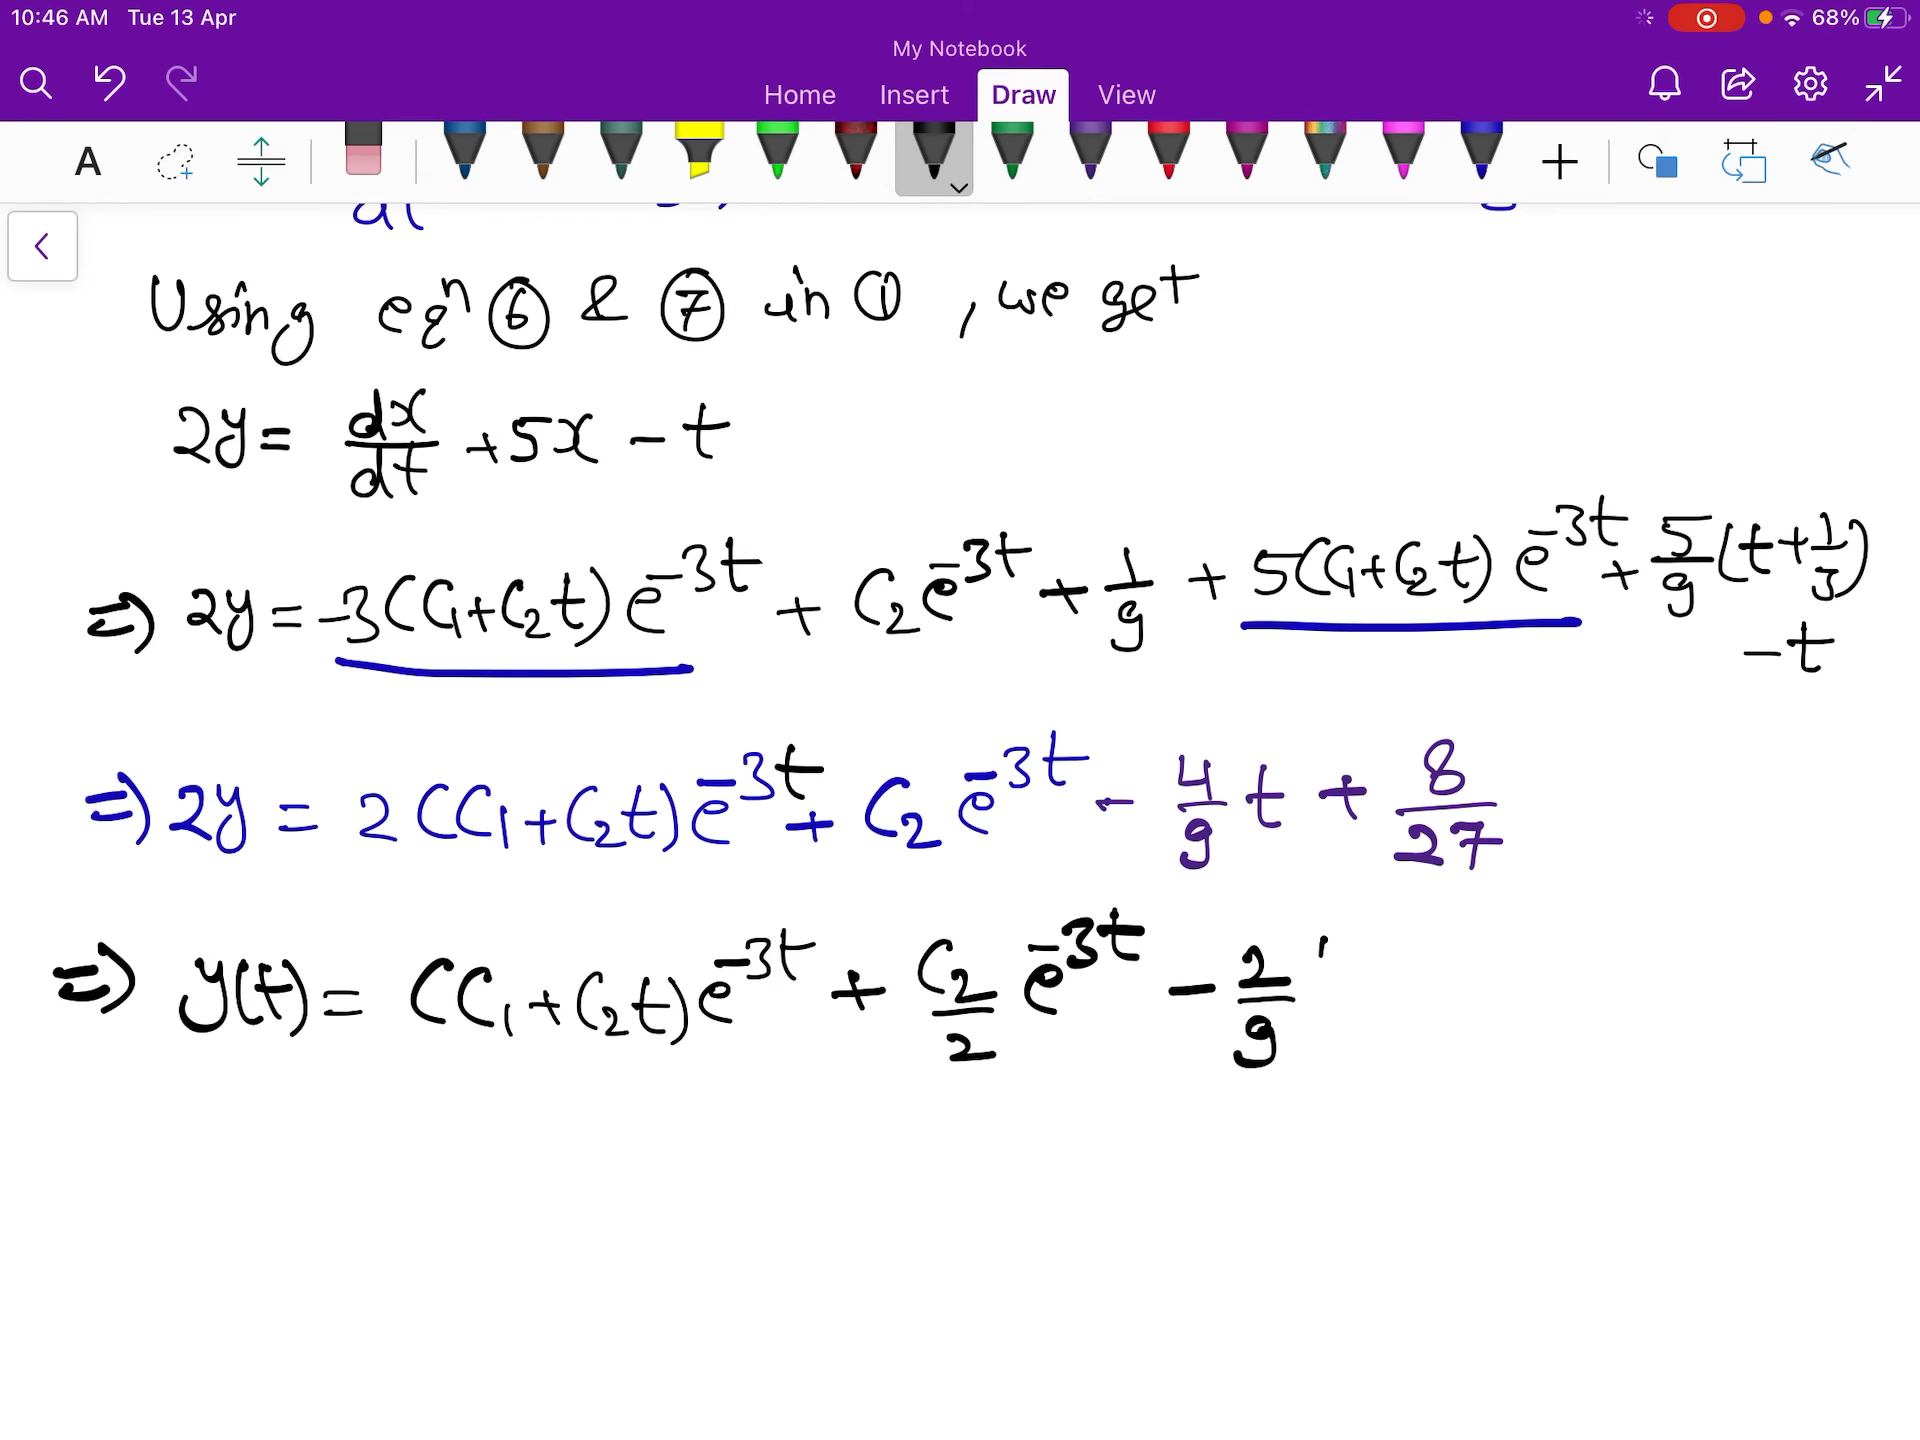 10:46 AM Tue 13 Apr
68%
My Notebook
Home Insert Draw View
A
Using eqⁿ ⑥ & ⑦ in ①, we get
2y = dx/dt + 5x - t
⇒ 2y = -3(C₁+C₂t) e^-3t + C₂ e^-3t + 1/9 + 5(C₁+C₂t) e^-3t + 5/9 (t+1/3) - t
⇒ 2y = 2(C₁+C₂t) e^-3t + C₂ e^-3t - 4/9 t + 8/27
⇒ y(t) = (C₁+C₂t) e^-3t + C₂/2 e^-3t - 2/9